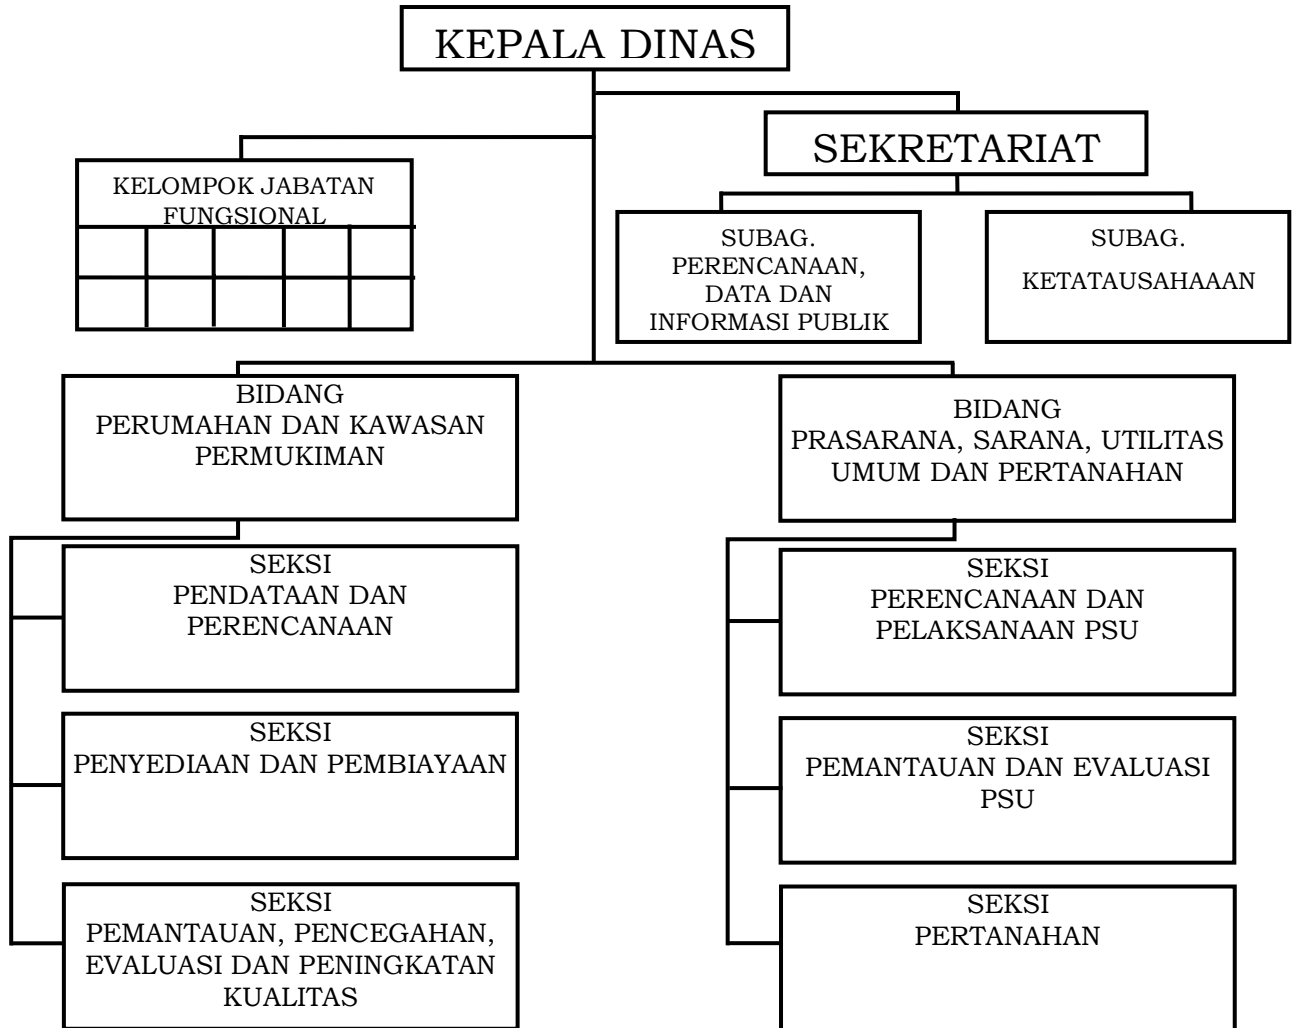 KEPALA DINAS
SEKRETARIAT
KELOMPOK JABATAN
FUNGSIONAL
SUBAG.
PERENCANAAN,
DATA DAN
INFORMASI PUBLIK
SUBAG.
KETATAUSAHAAAN
BIDANG
PERUMAHAN DAN KAWASAN
PERMUKIMAN
BIDANG
PRASARANA, SARANA, UTILITAS
UMUM DAN PERTANAHAN
SEKSI
PENDATAAN DAN
PERENCANAAN
SEKSI
PERENCANAAN DAN
PELAKSANAAN PSU
SEKSI
PENYEDIAAN DAN PEMBIAYAAN
SEKSI
PEMANTAUAN DAN EVALUASI
PSU
SEKSI
PEMANTAUAN, PENCEGAHAN,
EVALUASI DAN PENINGKATAN
KUALITAS
SEKSI
PERTANAHAN